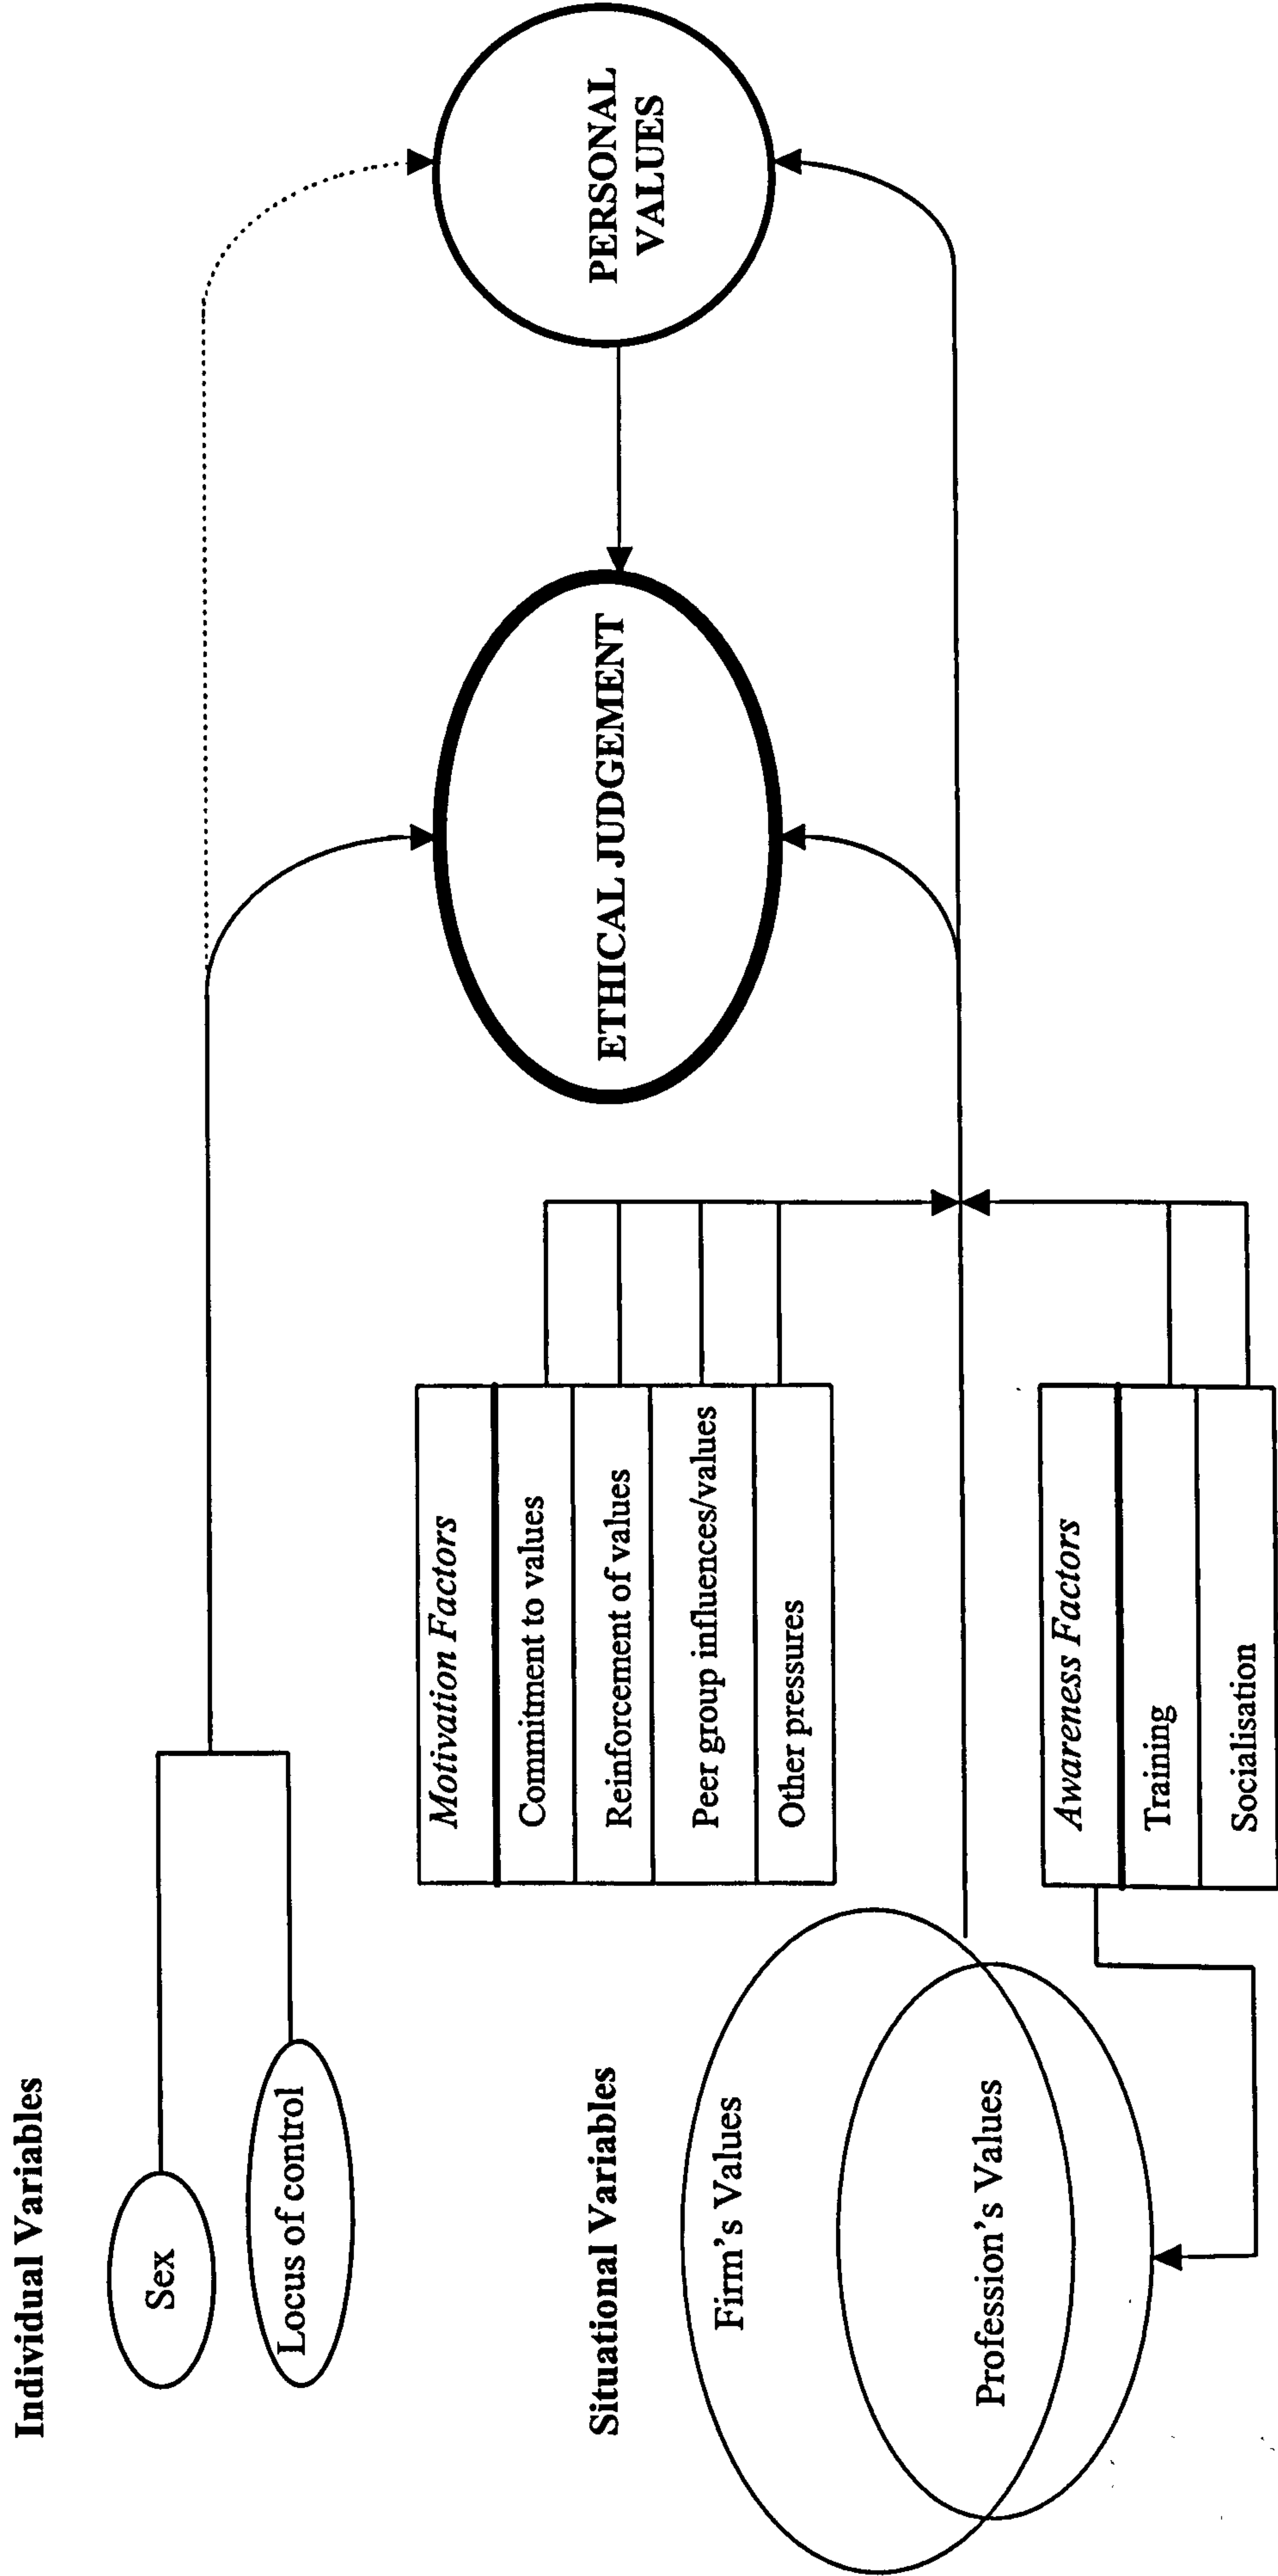 Individual Variables
Sex
Locus of control
Situational Variables
Firm's Values
Profession's Values
Motivation Factors
Commitment to values
Reinforcement of values
Peer group influences/values
Other pressures
Awareness Factors
Training
Socialisation
ETHICAL JUDGEMENT
PERSONAL
VALUES